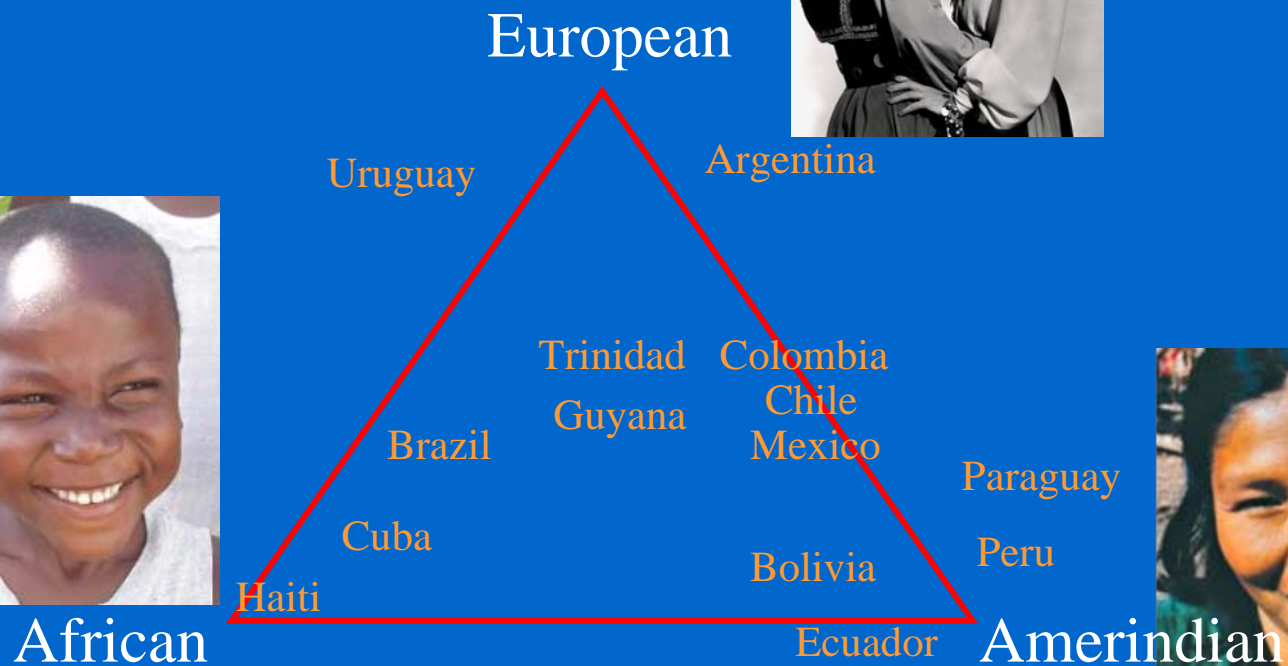 European
Uruguay
Argentina
Trinidad
Colombia
Chile
Guyana
Brazil
Mexico
Paraguay
Cuba
Peru
Bolivia
Haiti
African
Ecuador
Amerindian